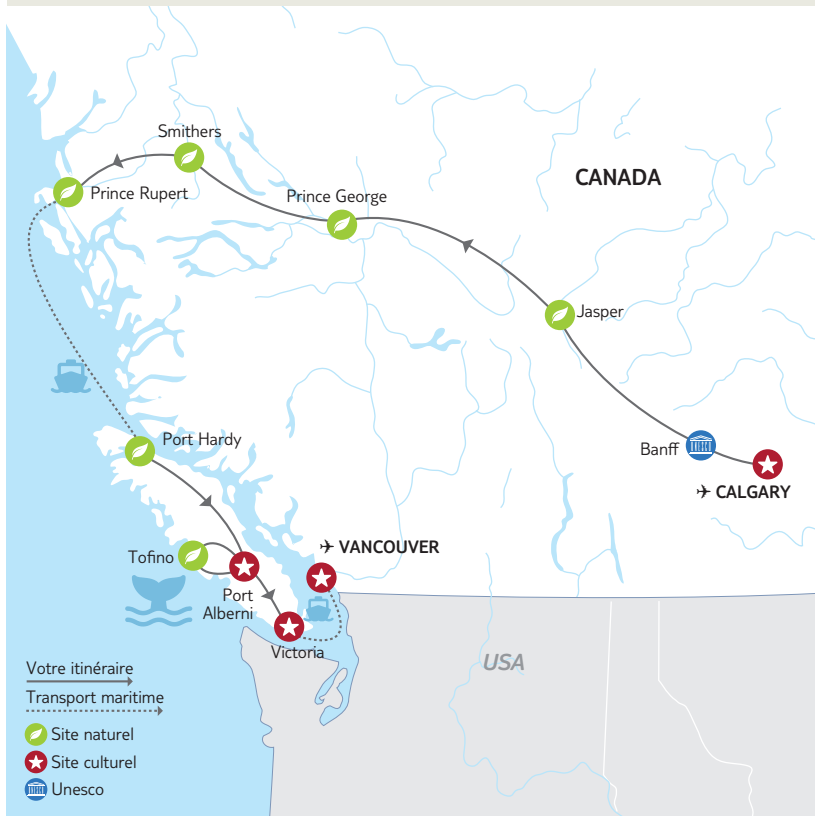 Smithers
Prince Rupert
Prince George
CANADA
Jasper
Port Hardy
Banff
CALGARY
VANCOUVER
Tofino
Port
Alberni
Victoria
USA
Votre itinéraire
Transport maritime
Site naturel
Site culturel
Unesco